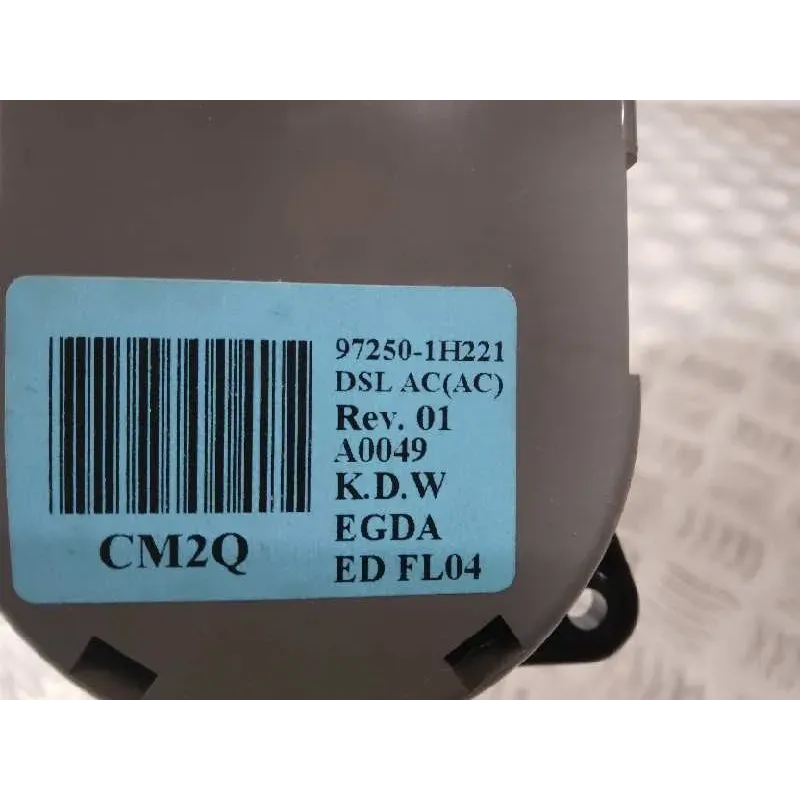 97250-1H221
DSL AC(AC)
Rev. 01
A0049
K.D.W
EGDA
ED FL04
CM2Q